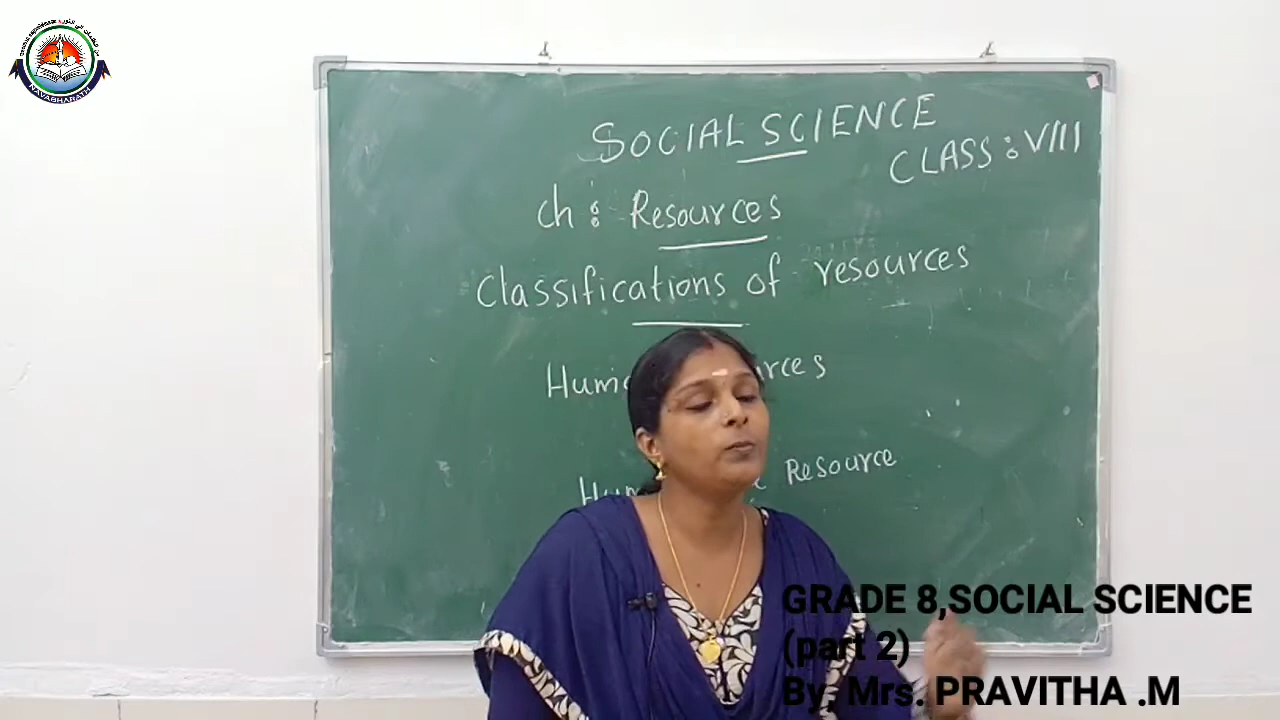 NAVABHARATH
SOCIAL SCIENCE
CLASS : VIII
Ch : Resources
Classifications of resources
Resource
GRADE 8,SOCIAL SCIENCE
(part 2)
By, Mrs. PRAVITHA .M